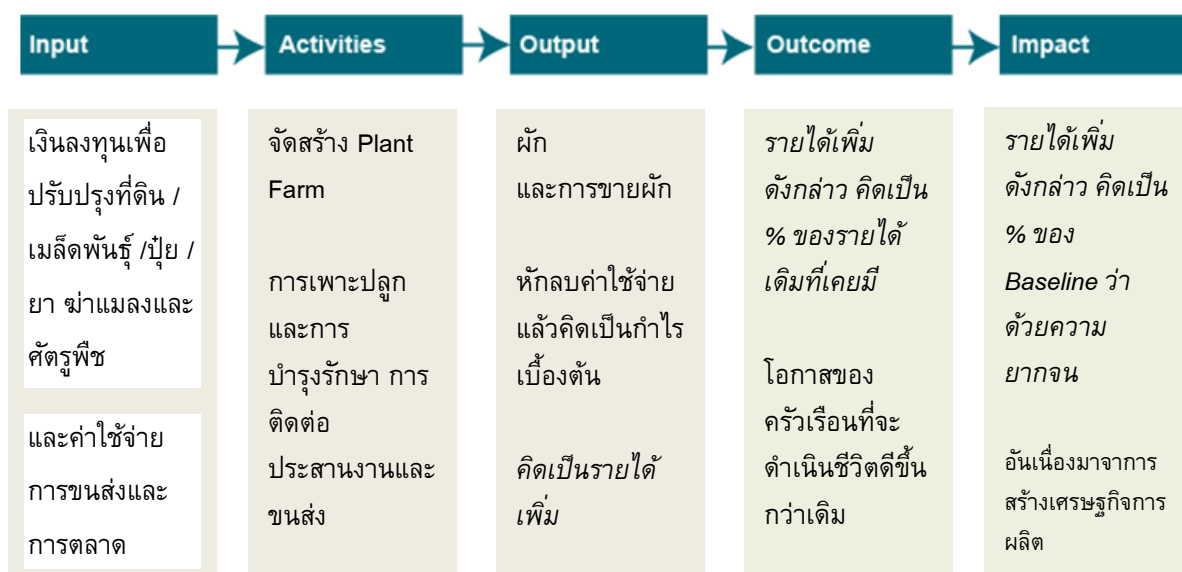 Input
Activities
Output
Outcome
Impact
เงินลงทุนเพื่อ
ปรับปรุงที่ดิน /
เมล็ดพันธุ์ /ปุ๋ย /
ยา ฆ่าแมลงและ
ศัตรูพืช
และค่าใช้จ่าย
การขนส่งและ
การตลาด
จัดสร้าง Plant
Farm
การเพาะปลูก
และการ
บำรุงรักษา การ
ติดต่อ
ประสานงานและ
ขนส่ง
ผัก
และการขายผัก
หักลบค่าใช้จ่าย
แล้วคิดเป็นกำไร
เบื้องต้น
คิดเป็นรายได้
เพิ่ม
รายได้เพิ่ม
ดังกล่าว คิดเป็น
% ของรายได้
เดิมที่เคยมี
โอกาสของ
ครัวเรือนที่จะ
ดำเนินชีวิตดีขึ้น
กว่าเดิม
รายได้เพิ่ม
ดังกล่าว คิดเป็น
% ของ
Baseline ว่า
ด้วยความ
ยากจน
อันเนื่องมาจาการ
สร้างเศรษฐกิจการ
ผลิต